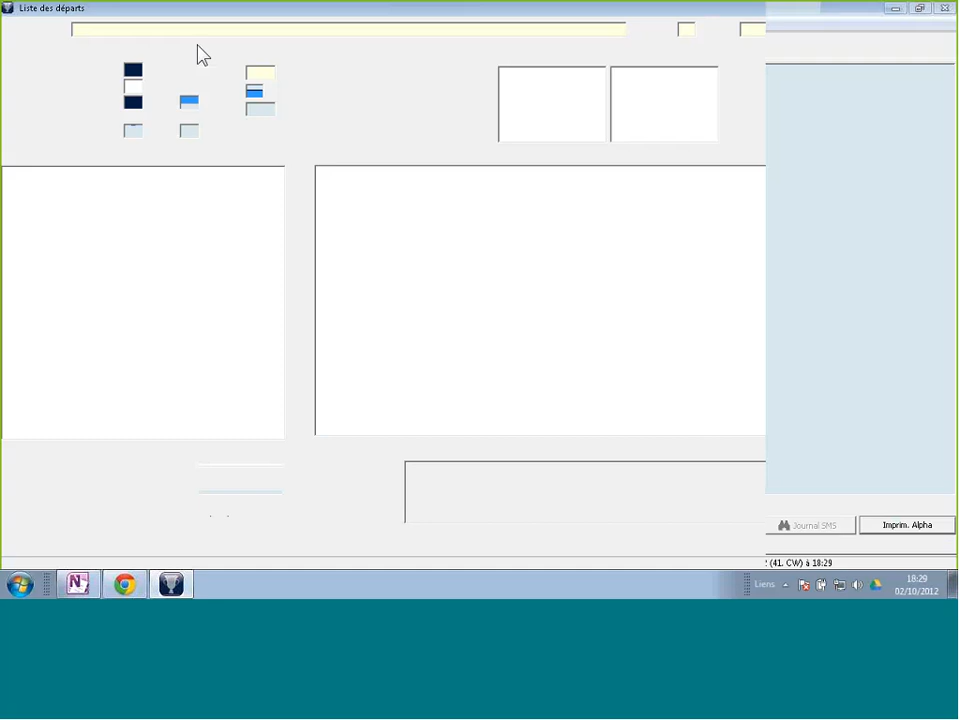 Liste des départs
Journal SMS
Imprim. Alpha
(41. CW) à 18:29
Liens
18:29
02/10/2012